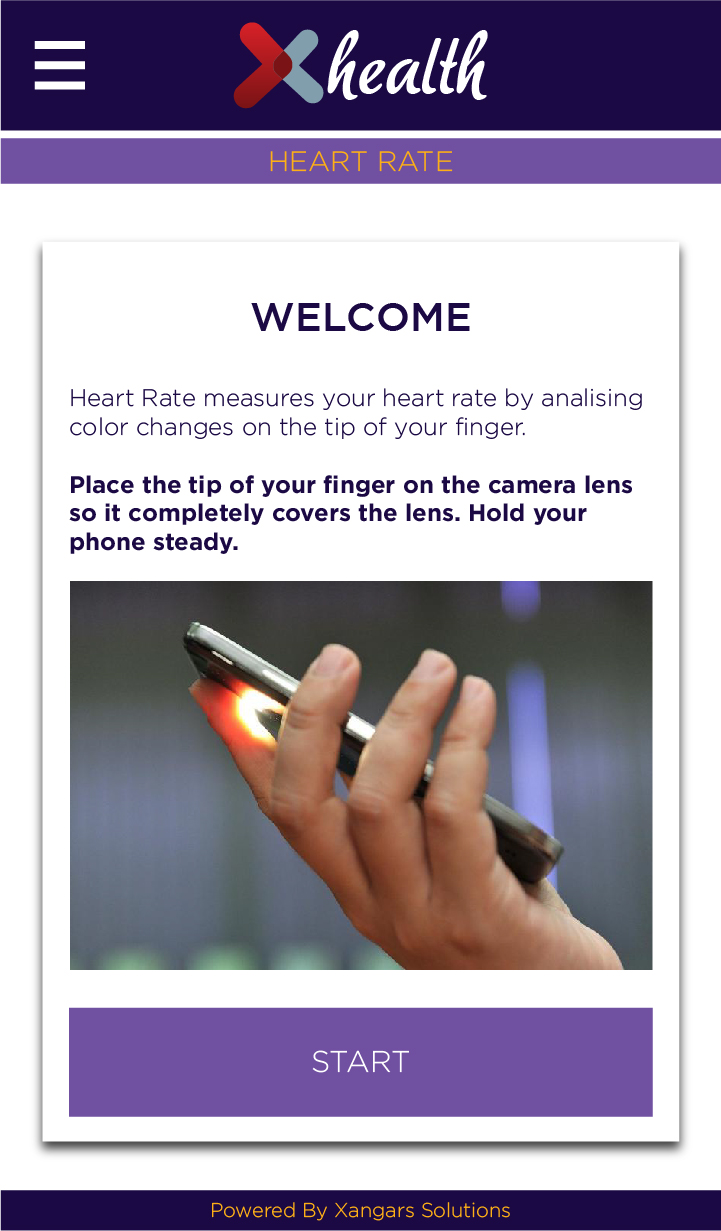 health
HEART RATE
WELCOME
Heart Rate measures your heart rate by analising
color changes on the tip of your finger.
Place the tip of your finger on the camera lens
so it completely covers the lens. Hold your
phone steady.
START
Powered By Xangars Solutions